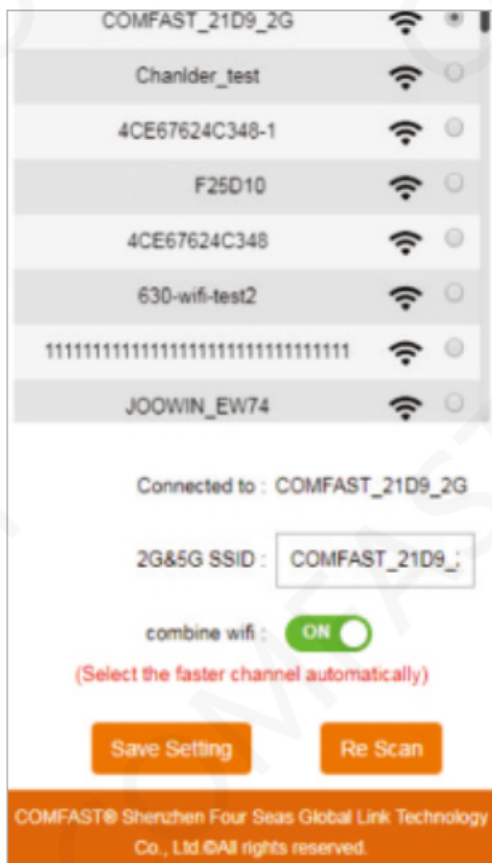 COMFAST_21D9_2G
Chanlder_test
4CE67624C348-1
F25D10
4CE67624C348
630-wifi-test2
JOOWIN_EW74
Connected to : COMFAST_21D9_2G
2G&5G SSID : COMFAST_21D9_
combine wifi : ON
(Select the faster channel automatically)
Save Setting Re Scan
COMFAST® Shenzhen Four Seas Global Link Technology
Co., Ltd.©All rights reserved.